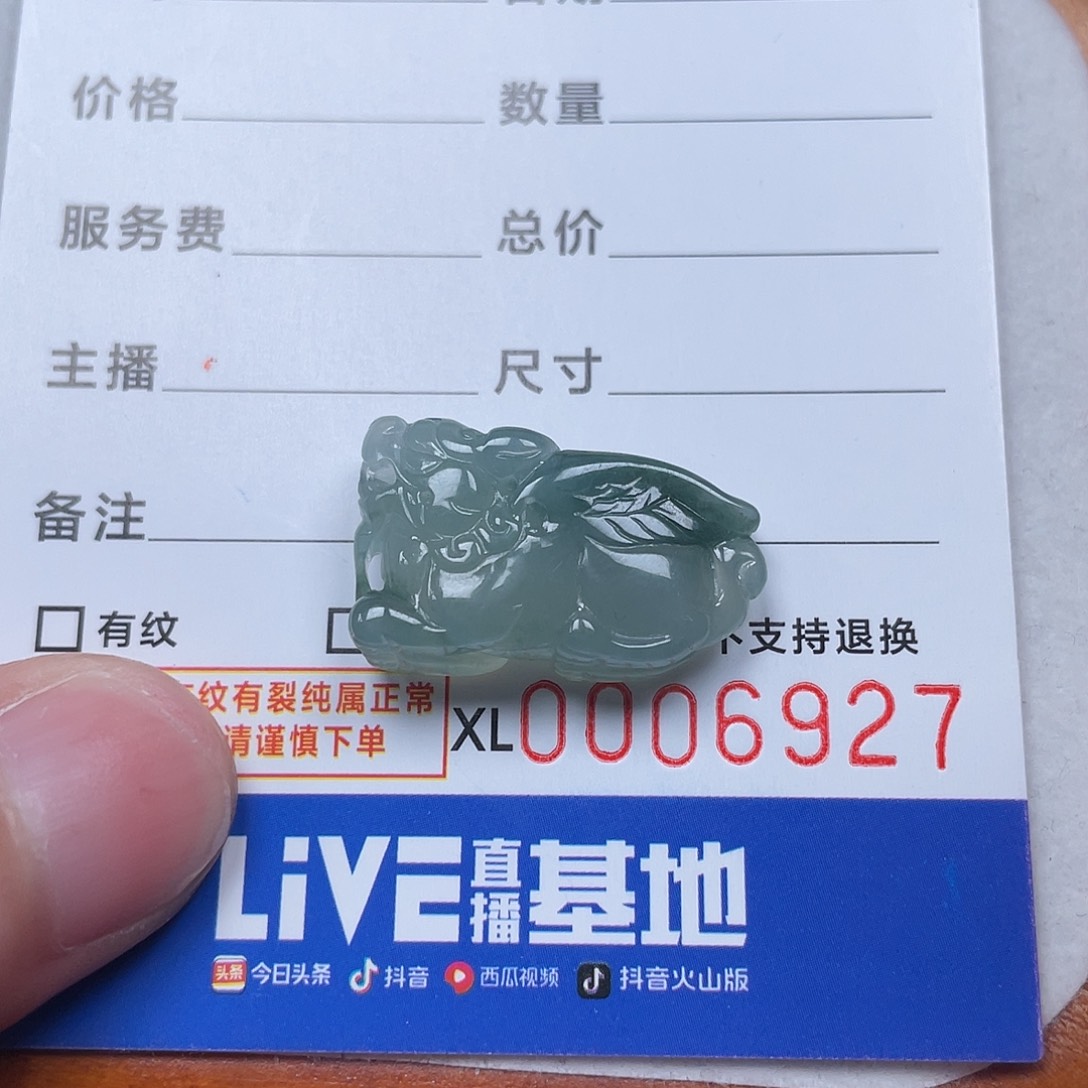 价格 数量
服务费 总价
主播 尺寸
备注
有纹 支持退换
纹有裂纯属正常
请谨慎下单
XL0006927
LiVE直播基地
头条 今日头条 抖音 西瓜视频 抖音火山版